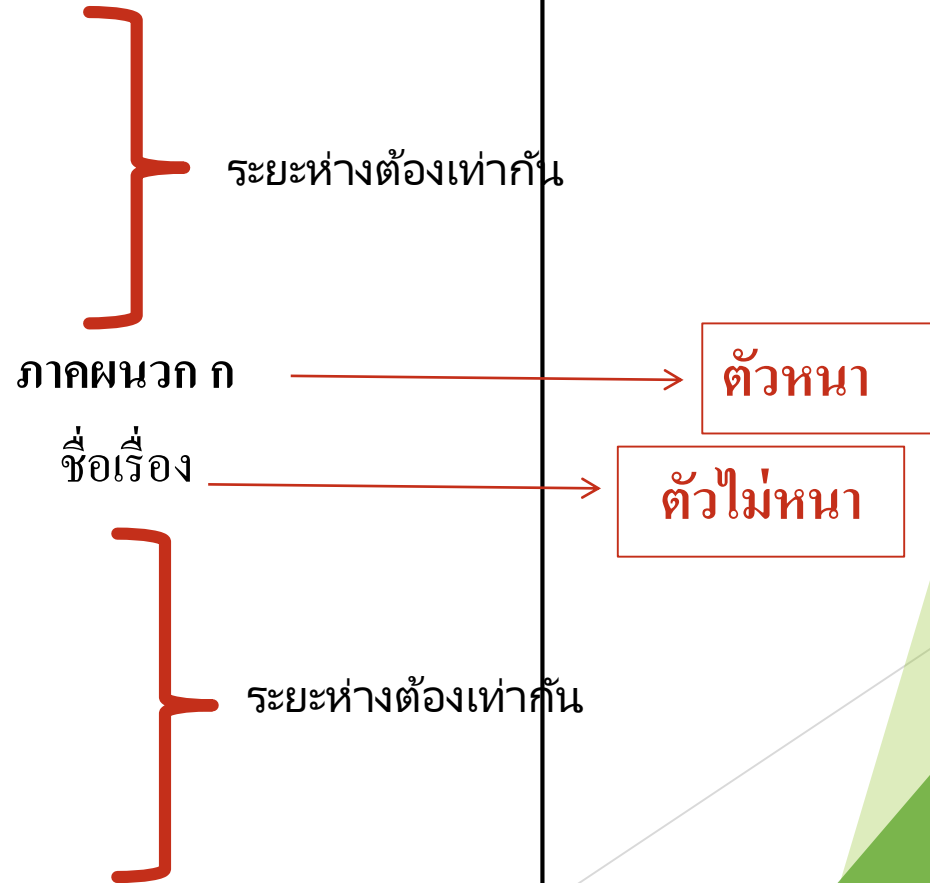 ระยะห่างต้องเท่ากัน
ภาคผนวก ก
ตัวหนา
ชื่อเรื่อง
ตัวไม่หนา
ระยะห่างต้องเท่ากัน